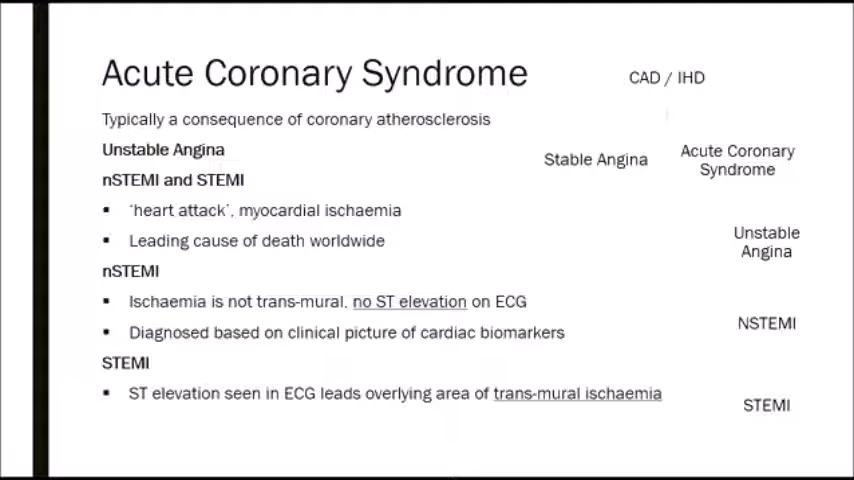 Acute Coronary Syndrome
Typically a consequence of coronary atherosclerosis
Unstable Angina
nSTEMI and STEMI
▪ ‘heart attack’, myocardial ischaemia
▪ Leading cause of death worldwide
nSTEMI
▪ Ischaemia is not trans-mural, no ST elevation on ECG
▪ Diagnosed based on clinical picture of cardiac biomarkers
STEMI
▪ ST elevation seen in ECG leads overlying area of trans-mural ischaemia
CAD / IHD
Stable Angina
Acute Coronary
Syndrome
Unstable
Angina
NSTEMI
STEMI